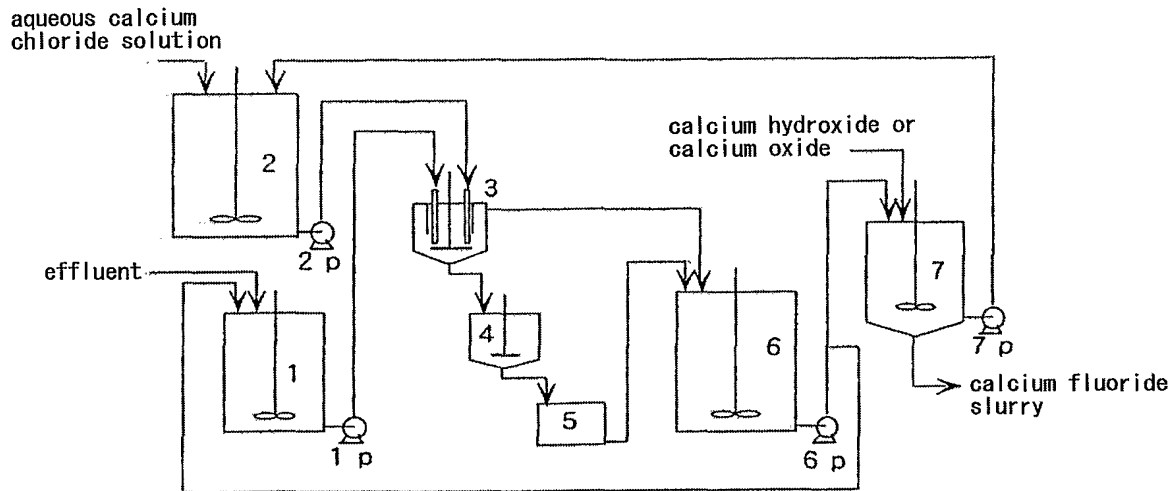 aqueous calcium
chloride solution
2
2 p
3
calcium hydroxide or
calcium oxide
effluent
1
1 p
4
5
6
6 p
7
7 p
calcium fluoride
slurry